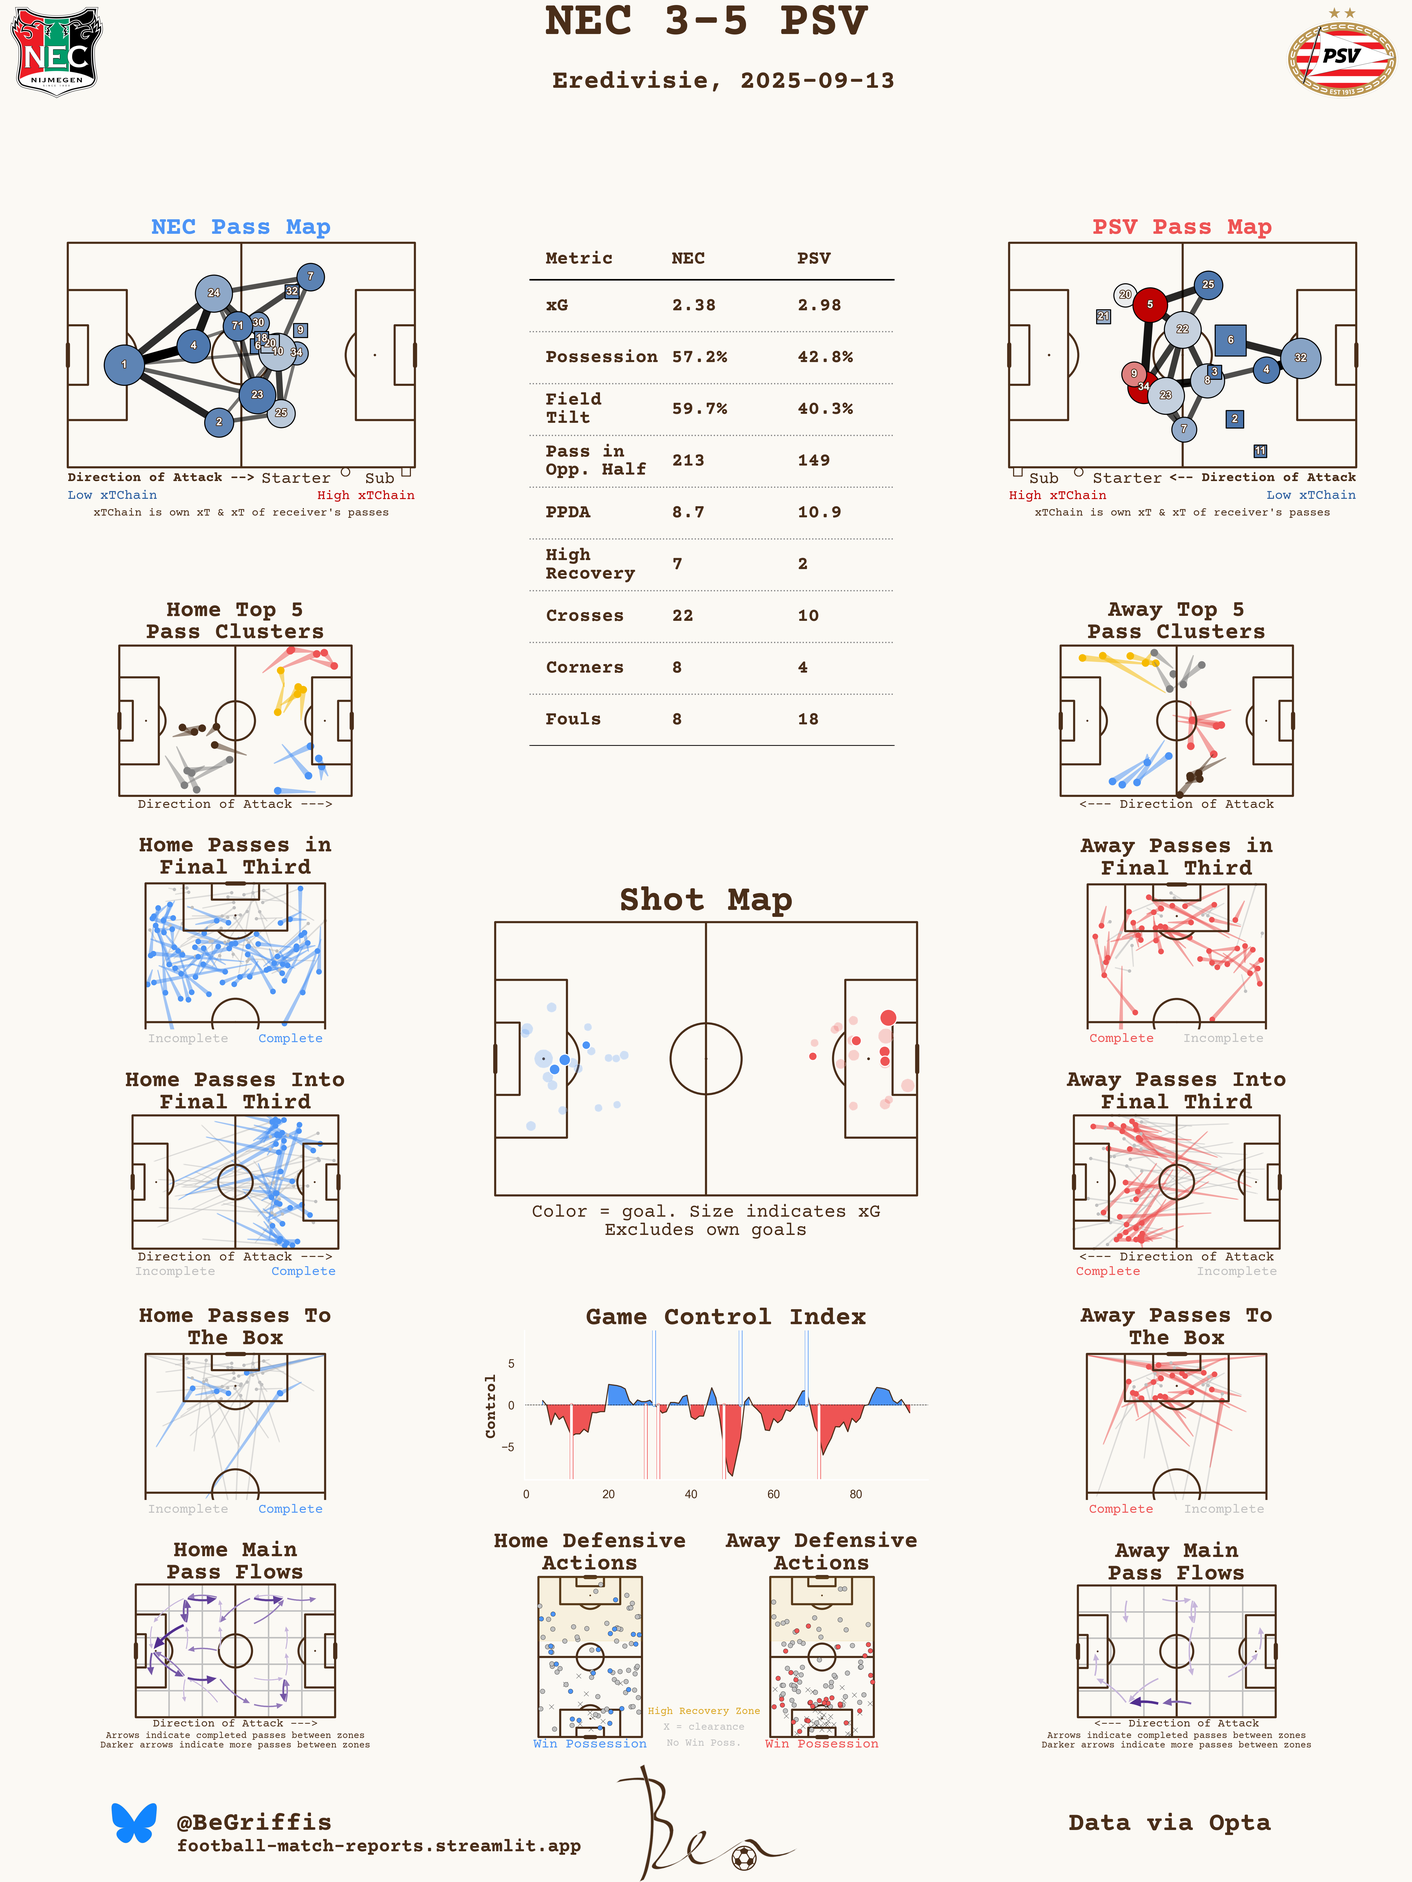 NEC 3-5 PSV
Eredivisie, 2025-09-13
NEC
NIJMEGEN
PSV
EST 1913
NEC Pass Map
7
24
32
71
30
9
18
20
4
6
10
34
1
23
25
2
Direction of Attack --> Starter Sub
Low xTChain High xTChain
xTChain is own xT & xT of receiver's passes
Metric NEC PSV
xG 2.38 2.98
Possession 57.2% 42.8%
Field
Tilt 59.7% 40.3%
Pass in
Opp. Half 213 149
PPDA 8.7 10.9
High
Recovery 7 2
Crosses 22 10
Corners 8 4
Fouls 8 18
PSV Pass Map
25
20
5
21
22
6
32
9
3
4
34
8
23
2
7
11
Sub Starter <-- Direction of Attack
High xTChain Low xTChain
xTChain is own xT & xT of receiver's passes
Home Top 5
Pass Clusters
Direction of Attack --->
Away Top 5
Pass Clusters
<--- Direction of Attack
Home Passes in
Final Third
Incomplete Complete
Away Passes in
Final Third
Complete Incomplete
Shot Map
Color = goal. Size indicates xG
Excludes own goals
Home Passes Into
Final Third
Direction of Attack --->
Incomplete Complete
Away Passes Into
Final Third
<--- Direction of Attack
Complete Incomplete
Home Passes To
The Box
Incomplete Complete
Game Control Index
Control
5
0
−5
0 20 40 60 80
Away Passes To
The Box
Complete Incomplete
Home Main
Pass Flows
Direction of Attack --->
Arrows indicate completed passes between zones
Darker arrows indicate more passes between zones
Home Defensive
Actions
Win Possession
Away Defensive
Actions
Win Possession
High Recovery Zone
X = clearance
No Win Poss.
Away Main
Pass Flows
<--- Direction of Attack
Arrows indicate completed passes between zones
Darker arrows indicate more passes between zones
@BeGriffis
football-match-reports.streamlit.app
Ben
Data via Opta